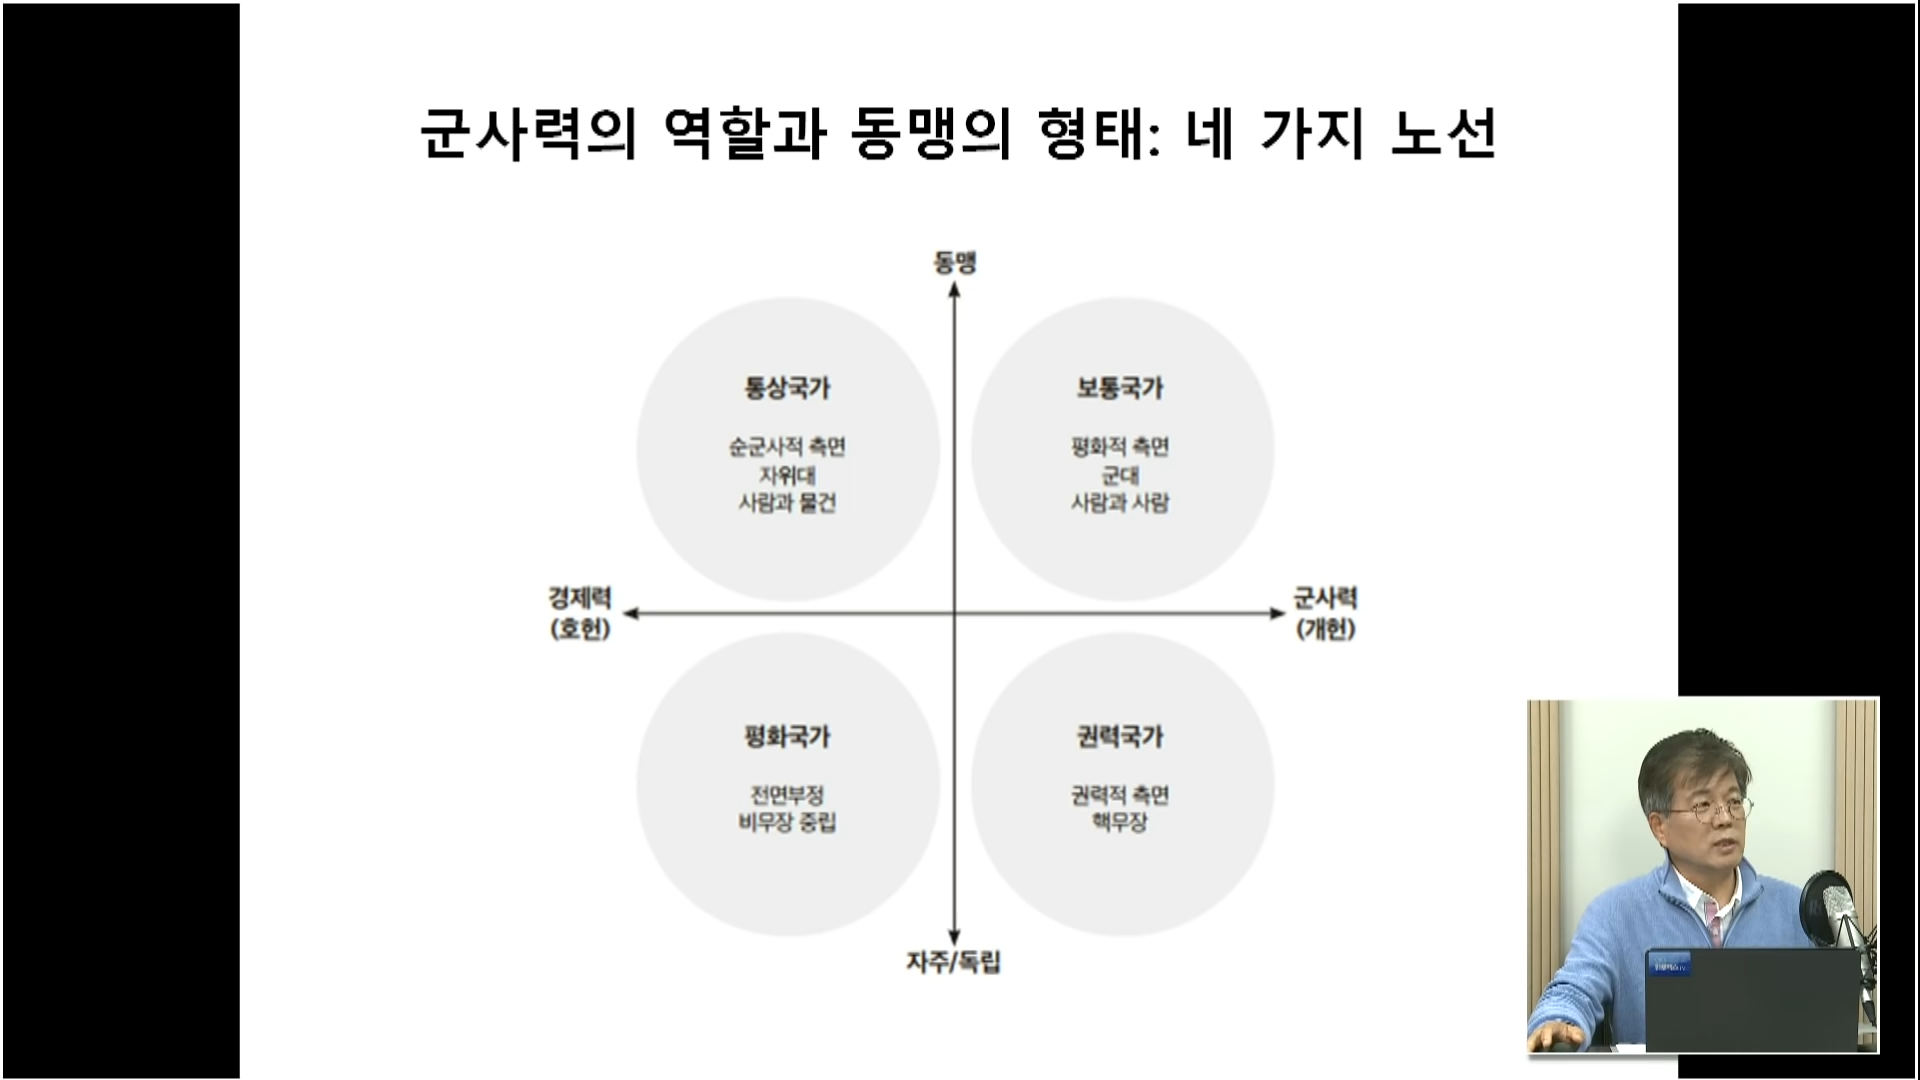 군사력의 역할과 동맹의 형태: 네 가지 노선
동맹
통상국가
순군사적 측면
자위대
사람과 물건
보통국가
평화적 측면
군대
사람과 사람
경제력
(호헌)
군사력
(개헌)
평화국가
전면부정
비무장 중립
권력국가
권력적 측면
핵무장
자주/독립